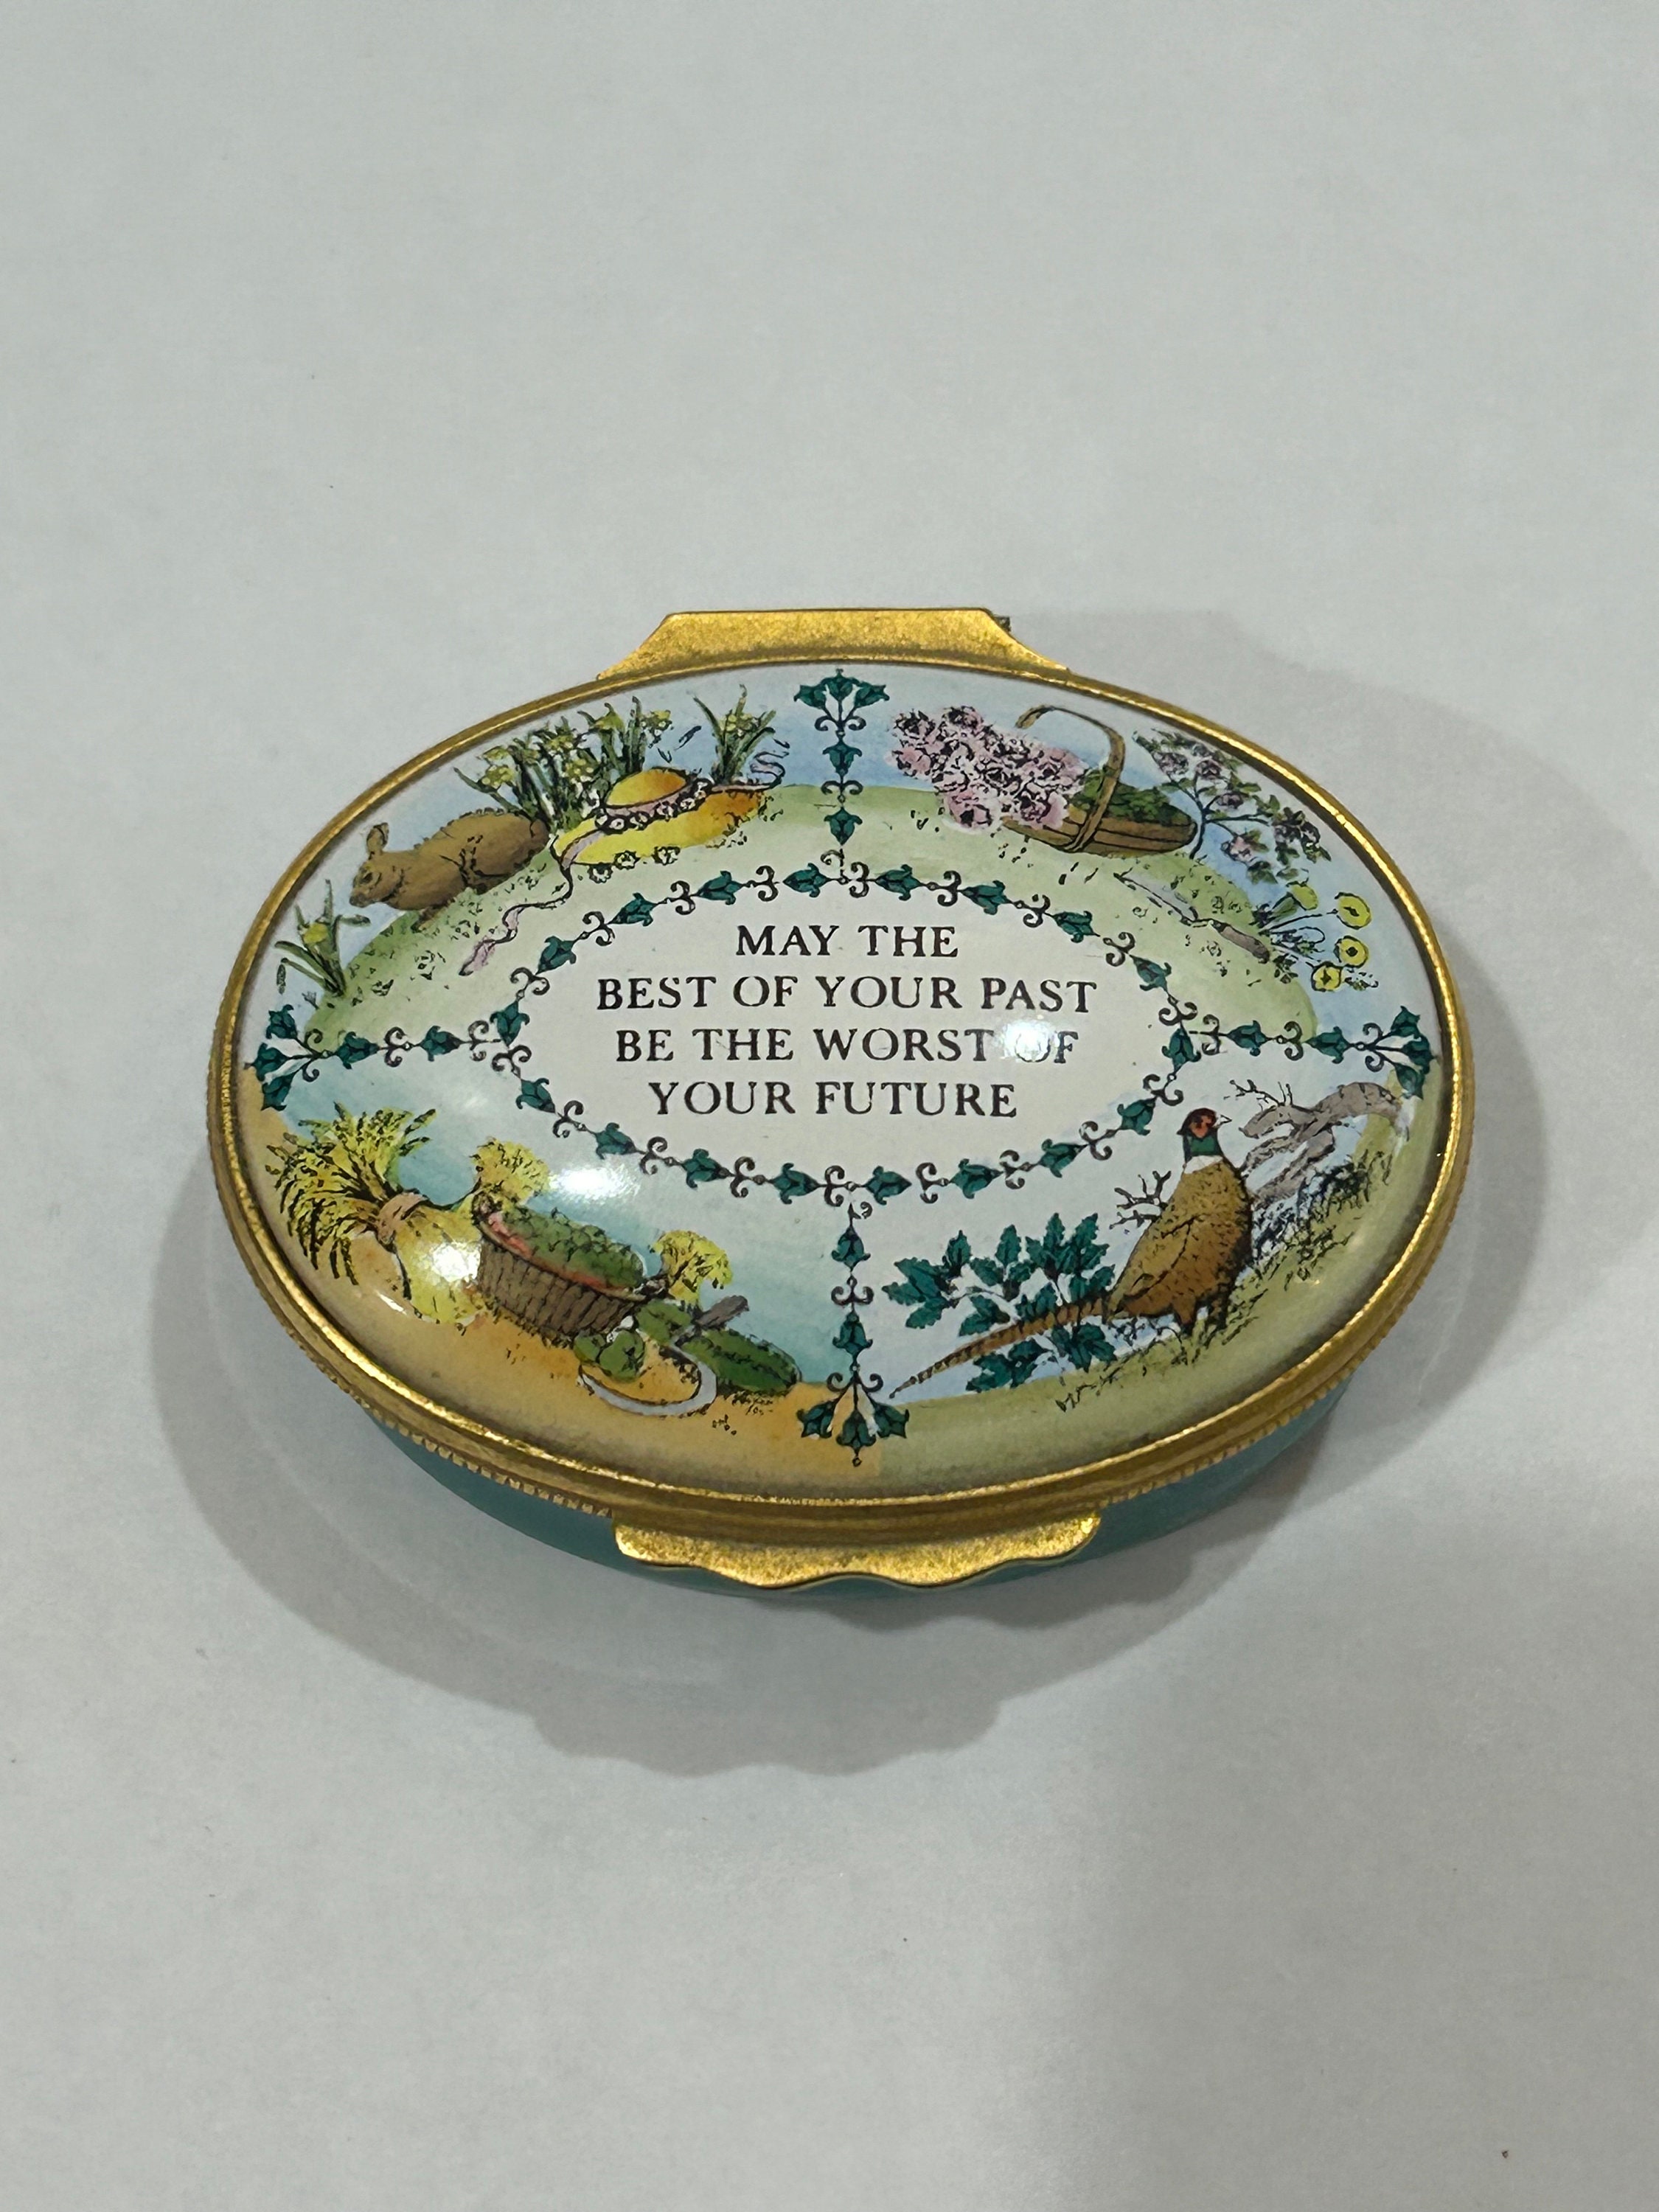 MAY THE
BEST OF YOUR PAST
BE THE WORST OF
YOUR FUTURE